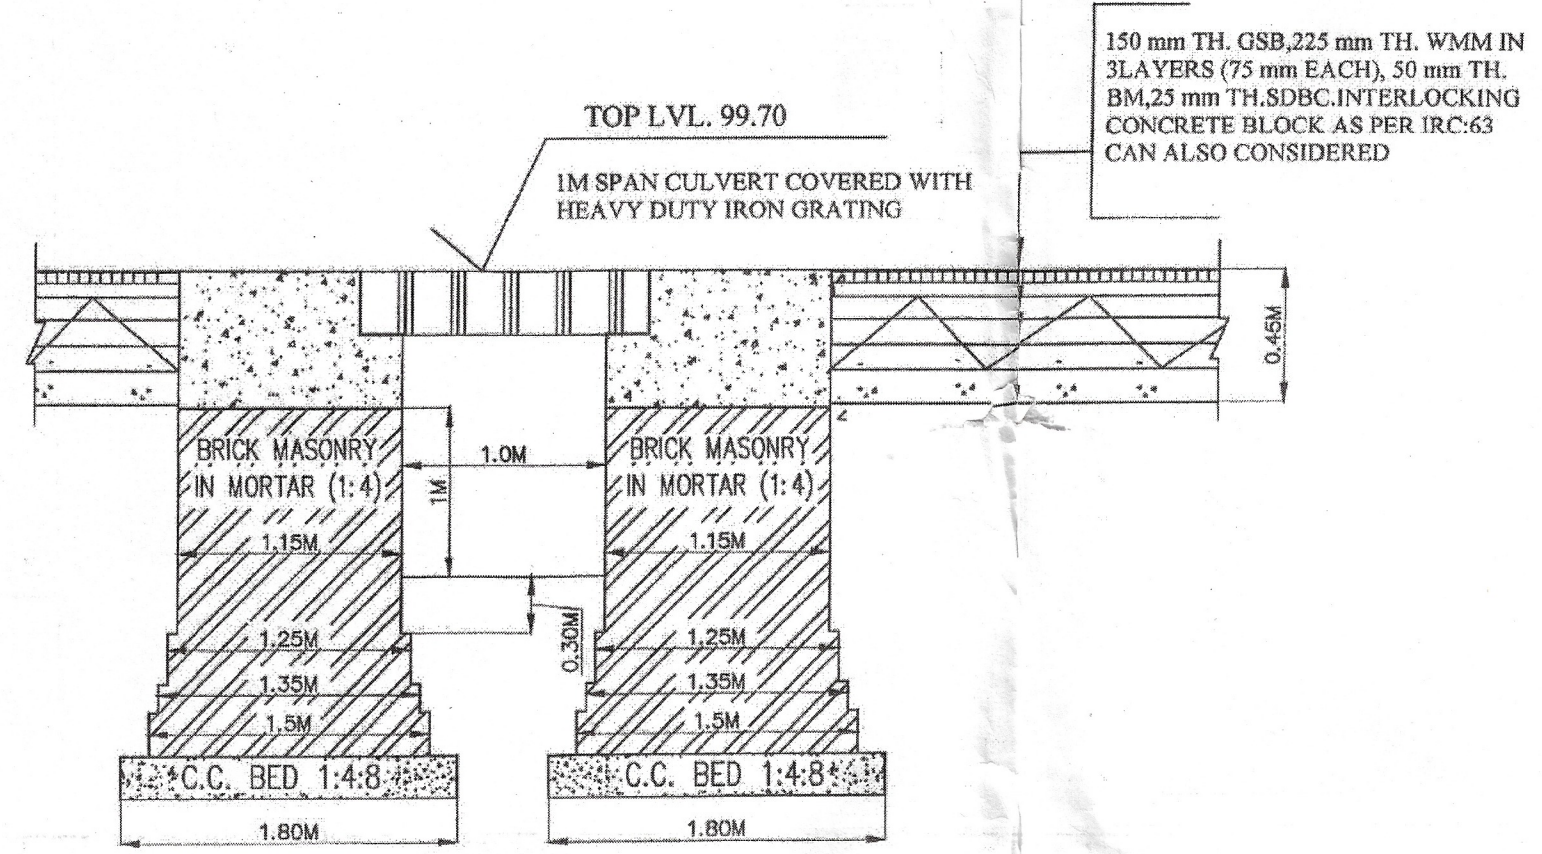 150 mm TH. GSB,225 mm TH. WMM IN
3LAYERS (75 mm EACH), 50 mm TH.
BM,25 mm TH.SDBC.INTERLOCKING
CONCRETE BLOCK AS PER IRC:63
CAN ALSO CONSIDERED
TOP LVL. 99.70
1M SPAN CULVERT COVERED WITH
HEAVY DUTY IRON GRATING
0.45M
BRICK MASONRY
IN MORTAR (1:4)
1.0M
1M
BRICK MASONRY
IN MORTAR (1:4)
1.15M
1.15M
0.30M
1.25M
1.25M
1.35M
1.35M
1.5M
1.5M
C.C. BED 1:4:8
C.C. BED 1:4:8
1.80M
1.80M